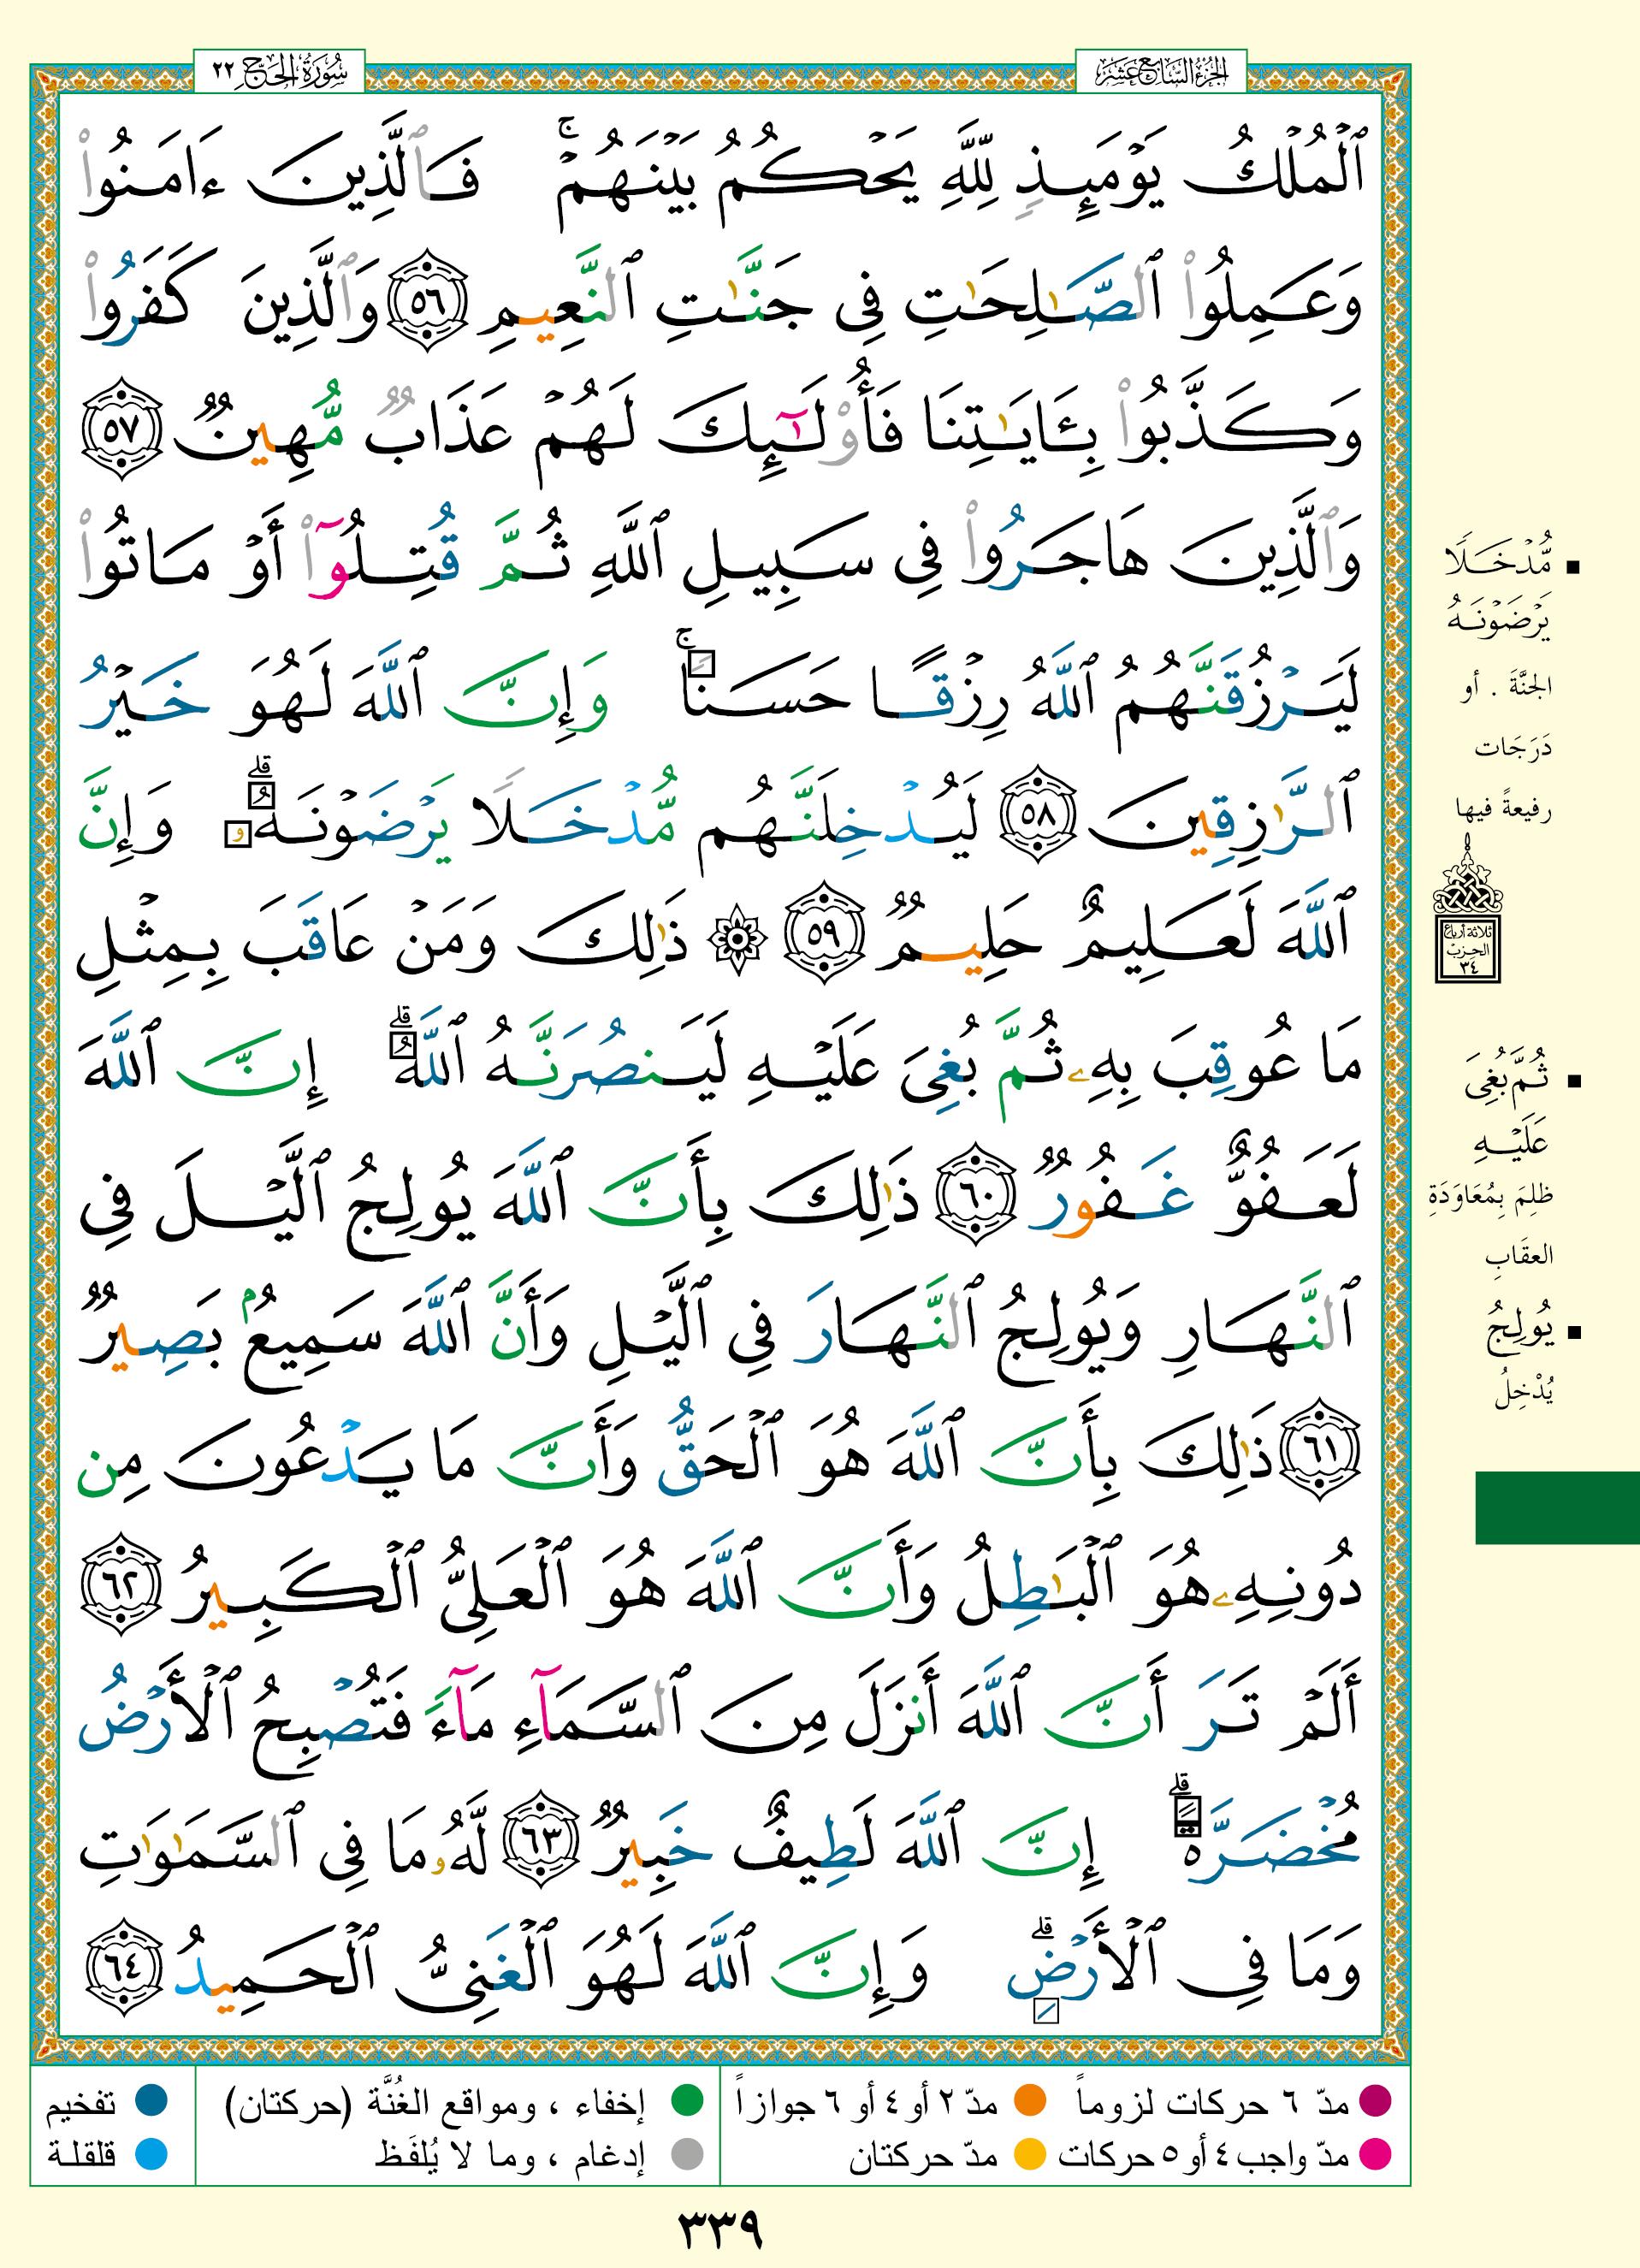 الجزء السابع عشر
سورة الحج ٢٢
ٱلْمُلْكُ يَوْمَئِذٍ لِّلَّهِ يَحْكُمُ بَيْنَهُمْ ۚ فَٱلَّذِينَ ءَامَنُوا۟
وَعَمِلُوا۟ ٱلصَّـٰلِحَـٰتِ فِى جَنَّـٰتِ ٱلنَّعِيمِ ٥٦ وَٱلَّذِينَ كَفَرُوا۟
وَكَذَّبُوا۟ بِـَٔايَـٰتِنَا فَأُو۟لَـٰٓئِكَ لَهُمْ عَذَابٌ مُّهِينٌ ٥٧
وَٱلَّذِينَ هَاجَرُوا۟ فِى سَبِيلِ ٱللَّهِ ثُمَّ قُتِلُوٓا۟ أَوْ مَاتُوا۟
لَيَرْزُقَنَّهُمُ ٱللَّهُ رِزْقًا حَسَنًا ۚ وَإِنَّ ٱللَّهَ لَهُوَ خَيْرُ
ٱلرَّٰزِقِينَ ٥٨ لَيُدْخِلَنَّهُم مُّدْخَلًا يَرْضَوْنَهُۥ ۗ وَإِنَّ
ٱللَّهَ لَعَلِيمٌ حَلِيمٌ ٥٩ ۞ ذَٰلِكَ وَمَنْ عَاقَبَ بِمِثْلِ
مَا عُوقِبَ بِهِۦ ثُمَّ بُغِىَ عَلَيْهِ لَيَنصُرَنَّهُ ٱللَّهُ ۗ إِنَّ ٱللَّهَ
لَعَفُوٌّ غَفُورٌ ٦٠ ذَٰلِكَ بِأَنَّ ٱللَّهَ يُولِجُ ٱلَّيْلَ فِى
ٱلنَّهَارِ وَيُولِجُ ٱلنَّهَارَ فِى ٱلَّيْلِ وَأَنَّ ٱللَّهَ سَمِيعٌۢ بَصِيرٌ
٦١ ذَٰلِكَ بِأَنَّ ٱللَّهَ هُوَ ٱلْحَقُّ وَأَنَّ مَا يَدْعُونَ مِن
دُونِهِۦ هُوَ ٱلْبَـٰطِلُ وَأَنَّ ٱللَّهَ هُوَ ٱلْعَلِىُّ ٱلْكَبِيرُ ٦٢
أَلَمْ تَرَ أَنَّ ٱللَّهَ أَنزَلَ مِنَ ٱلسَّمَآءِ مَآءً فَتُصْبِحُ ٱلْأَرْضُ
مُخْضَرَّةً ۗ إِنَّ ٱللَّهَ لَطِيفٌ خَبِيرٌ ٦٣ لَّهُۥ مَا فِى ٱلسَّمَـٰوَٰتِ
وَمَا فِى ٱلْأَرْضِ ۗ وَإِنَّ ٱللَّهَ لَهُوَ ٱلْغَنِىُّ ٱلْحَمِيدُ ٦٤
مُّدْخَلًا
يَرْضَوْنَهُ
الجنَّةَ . أو
دَرَجَات
رفيعةً فيها
ثلاثة أرباع
الحزب
٣٤
ثُمَّ بُغِىَ
عَلَيْهِ
ظلِمَ بِمُعَاوَدَةِ
العقَابِ
يُولِجُ
يُدْخِلُ
مدّ ٦ حركات لزوماً مدّ ٢ أو ٤ أو ٦ جوازاً إخفاء ، ومواقع الغُنَّة (حركتان) تفخيم
مدّ واجب ٤ أو ٥ حركات مدّ حركتان إدغام ، وما لا يُلفَظ قلقلة
٣٣٩